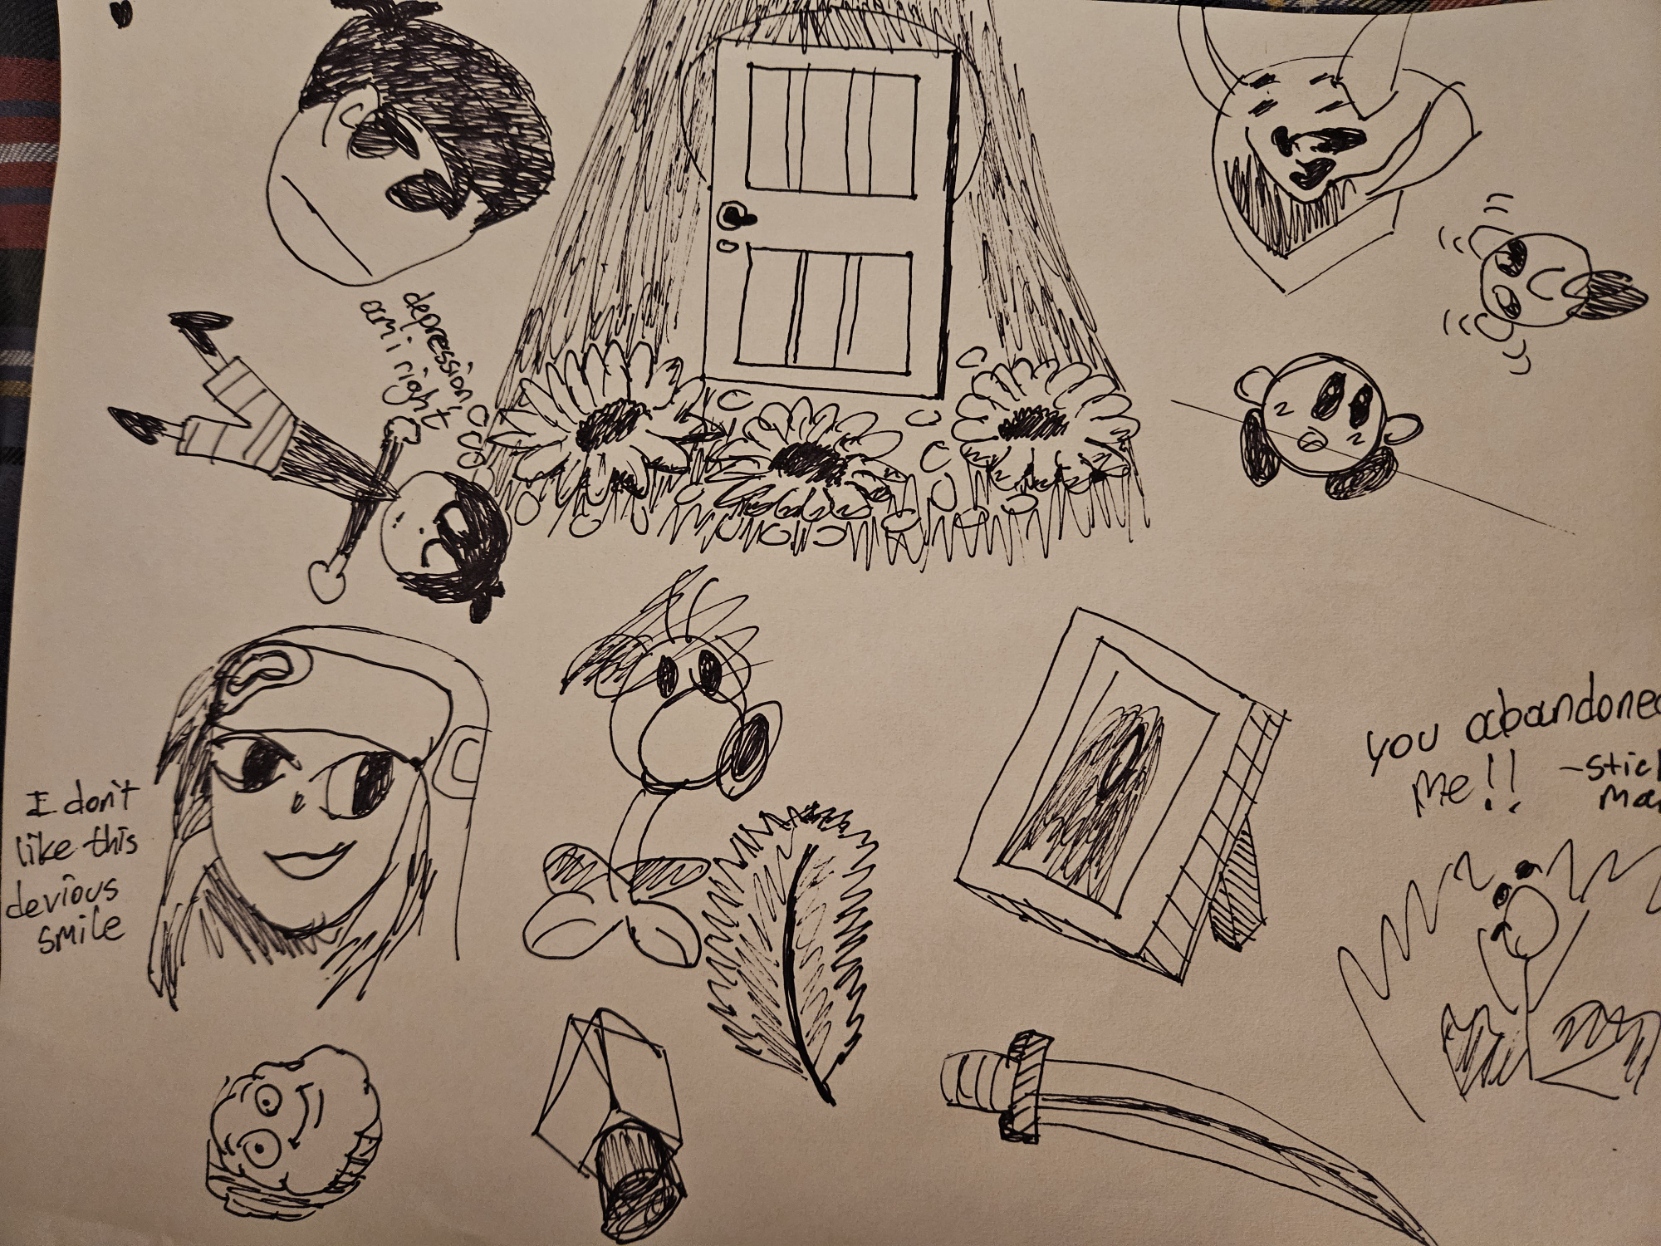 depression
am i right
I don't
like this
devious
smile
you abandoned
me!!
-Stick
Man